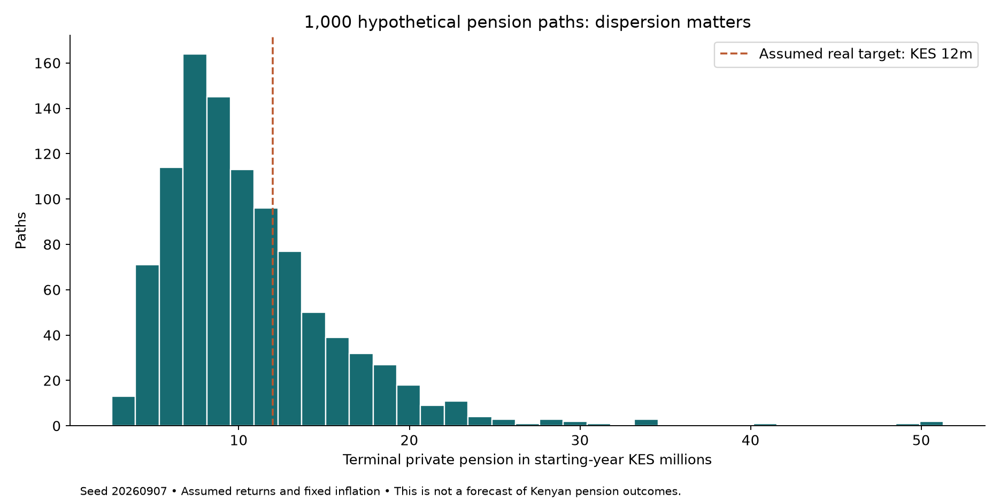 1,000 hypothetical pension paths: dispersion matters
Assumed real target: KES 12m
160
140
120
100
80
60
40
20
0
Paths
10
20
30
40
50
Terminal private pension in starting-year KES millions
Seed 20260907 • Assumed returns and fixed inflation • This is not a forecast of Kenyan pension outcomes.